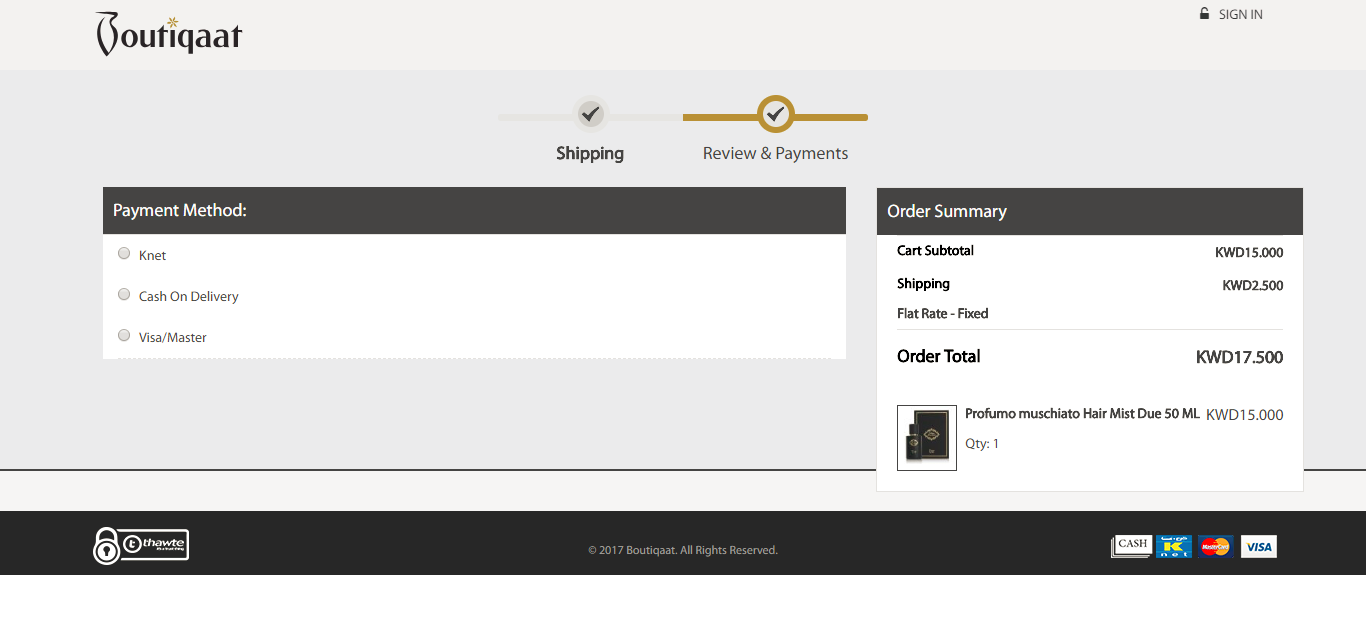 Boutiqaat
SIGN IN
Shipping
Review & Payments
Payment Method:
Knet
Cash On Delivery
Visa/Master
Order Summary
Cart Subtotal KWD15.000
Shipping KWD2.500
Flat Rate - Fixed
Order Total KWD17.500
Profumo muschiato Hair Mist Due 50 ML KWD15.000
Qty: 1
thawte
© 2017 Boutiqaat. All Rights Reserved.
CASH
K net
MasterCard
VISA